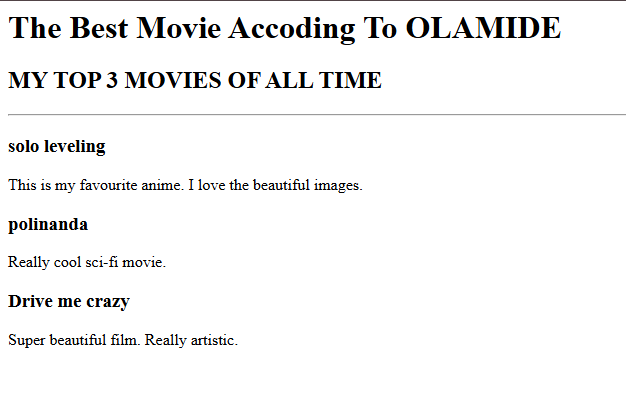 The Best Movie Accoding To OLAMIDE
MY TOP 3 MOVIES OF ALL TIME
solo leveling
This is my favourite anime. I love the beautiful images.
polinanda
Really cool sci-fi movie.
Drive me crazy
Super beautiful film. Really artistic.